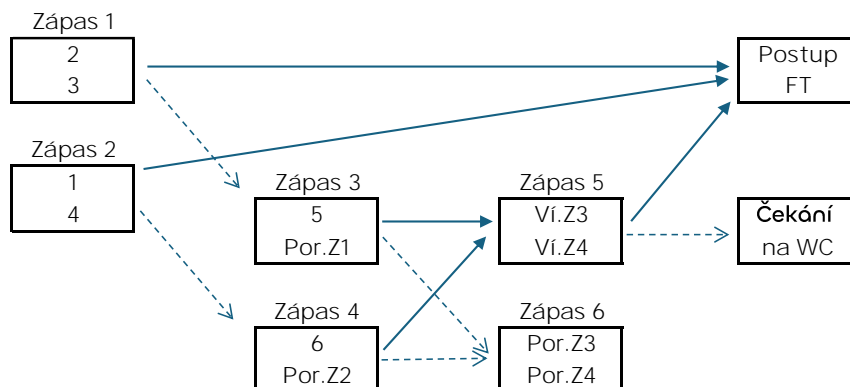 Zápas 1
2
3
Postup
FT
Zápas 2
1
4
Zápas 3
5
Por.Z1
Zápas 5
Ví.Z3
Ví.Z4
Čekání
na WC
Zápas 4
6
Por.Z2
Zápas 6
Por.Z3
Por.Z4